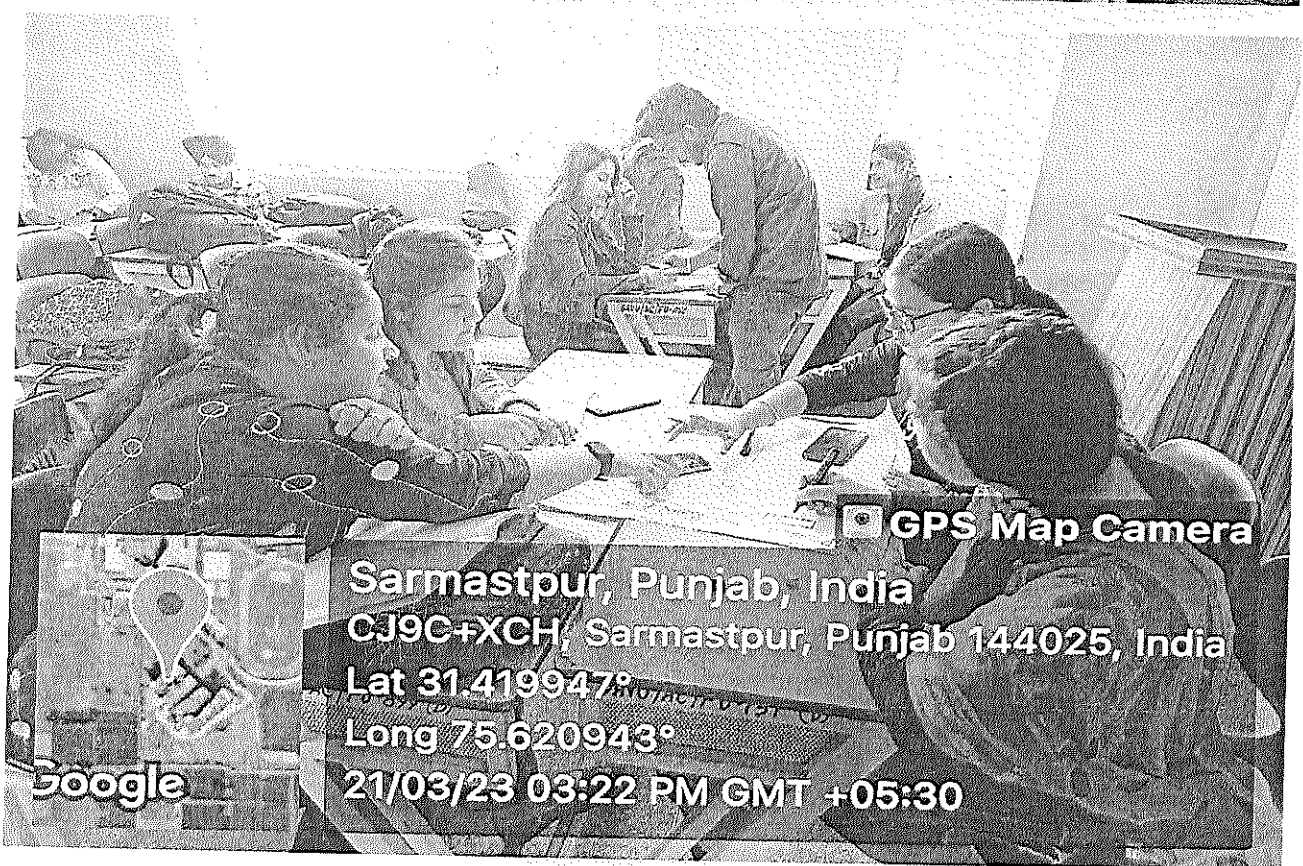 GPS Map Camera
Sarmastpur, Punjab, India
CJ9C+XCH, Sarmastpur, Punjab 144025, India
Lat 31.419947°
Long 75.620943°
21/03/23 03:22 PM GMT +05:30
Google